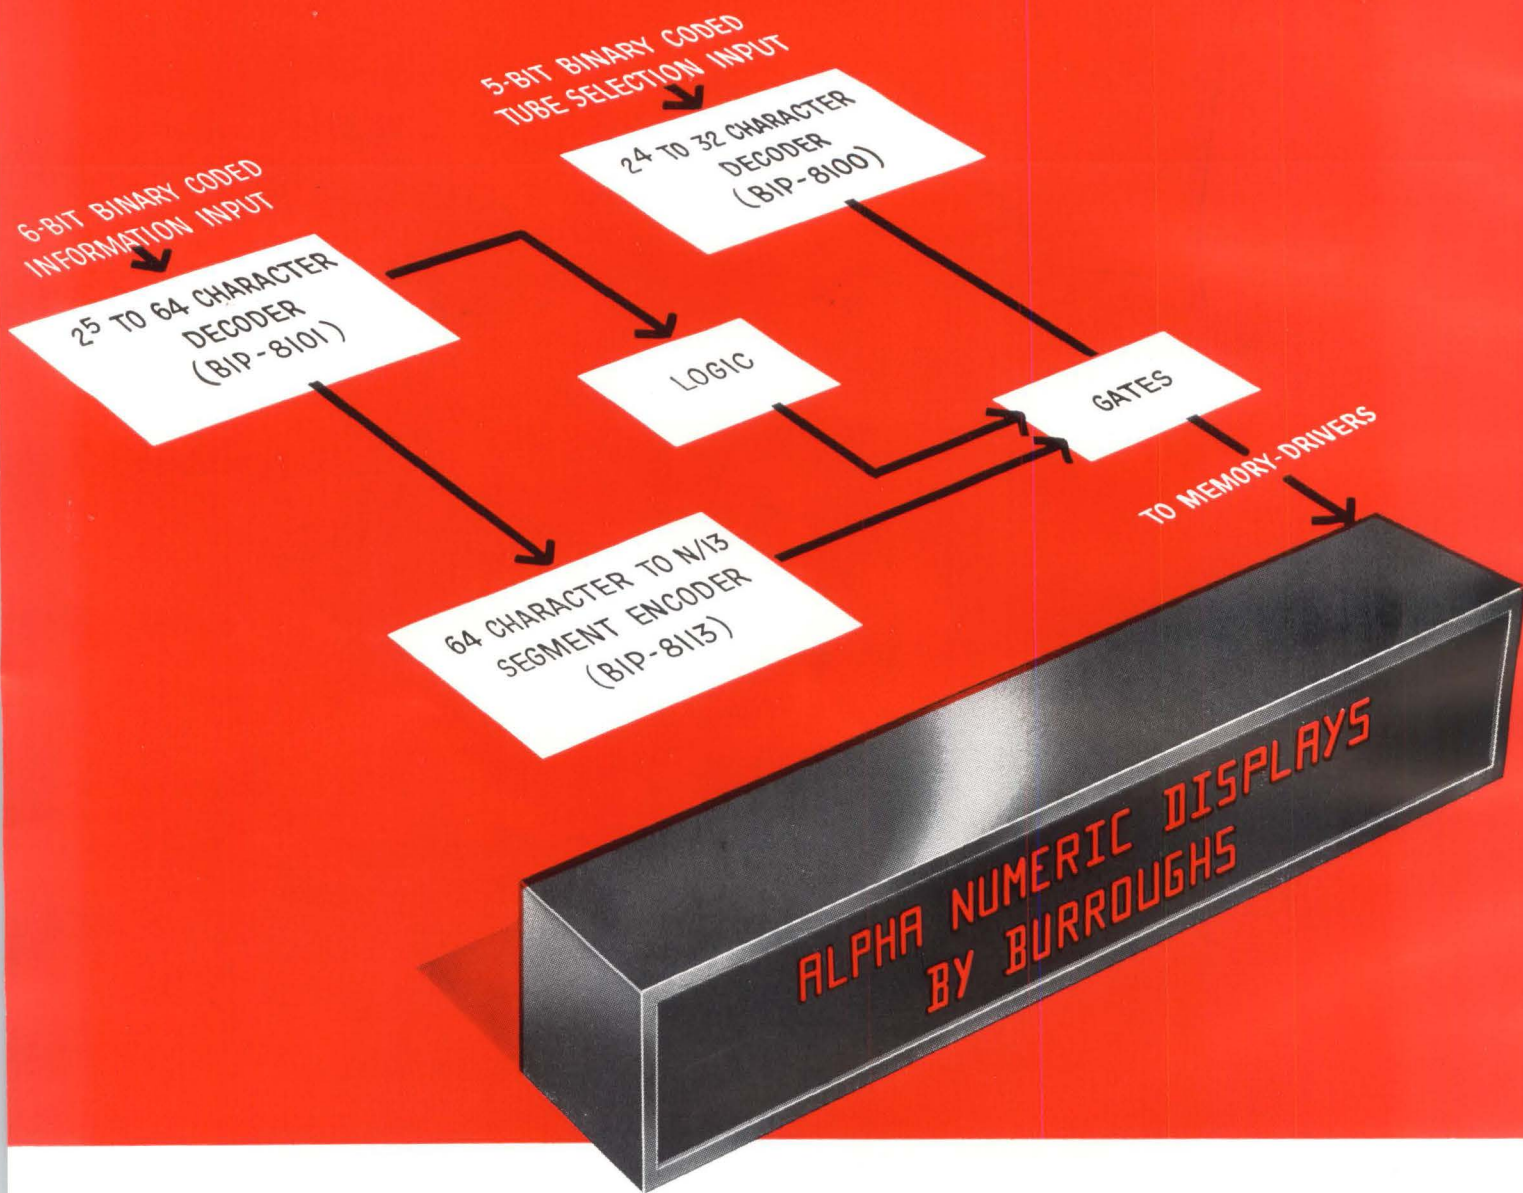 5-BIT BINARY CODED
TUBE SELECTION INPUT
2⁴ TO 32 CHARACTER
DECODER
(BIP-8100)
6-BIT BINARY CODED
INFORMATION INPUT
2⁵ TO 64 CHARACTER
DECODER
(BIP-8101)
LOGIC
GATES
TO MEMORY-DRIVERS
64 CHARACTER TO N/13
SEGMENT ENCODER
(BIP-8113)
ALPHA NUMERIC DISPLAYS
BY BURROUGHS